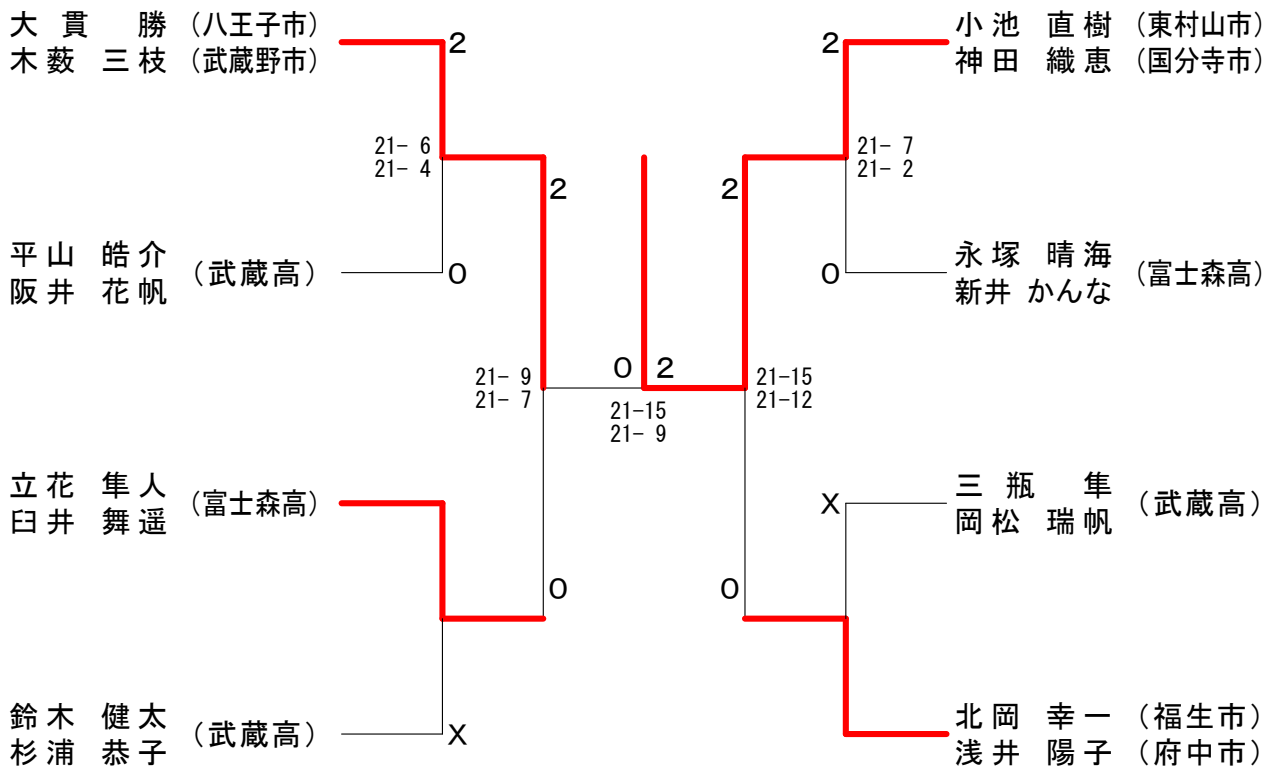 大貫 勝 (八王子市)
木薮 三枝 (武蔵野市)
2
21- 6
21- 4
平山 皓介
阪井 花帆
(武蔵高)
0
2
21- 9
21- 7
立花 隼人
臼井 舞遥
(富士森高)
0
鈴木 健太
杉浦 恭子
(武蔵高)
X
0 2
21-15
21- 9
小池 直樹 (東村山市)
神田 織恵 (国分寺市)
2
21- 7
21- 2
永塚 晴海
新井 かんな
(富士森高)
0
2
21-15
21-12
三瓶 隼
岡松 瑞帆
(武蔵高)
X
0
北岡 幸一 (福生市)
浅井 陽子 (府中市)